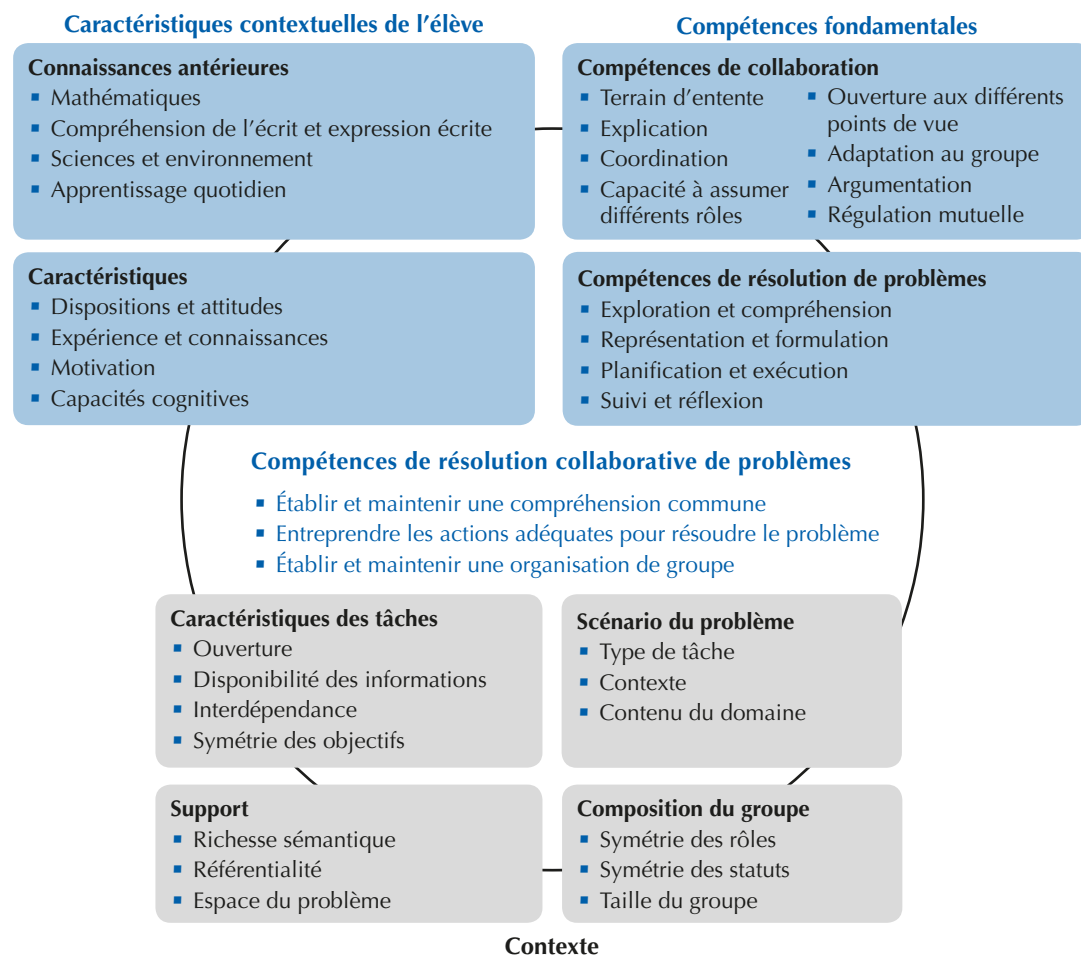 Caractéristiques contextuelles de l'élève
Connaissances antérieures
▪ Mathématiques
▪ Compréhension de l'écrit et expression écrite
▪ Sciences et environnement
▪ Apprentissage quotidien
Caractéristiques
▪ Dispositions et attitudes
▪ Expérience et connaissances
▪ Motivation
▪ Capacités cognitives
Compétences fondamentales
Compétences de collaboration
▪ Terrain d'entente
▪ Explication
▪ Coordination
▪ Capacité à assumer
différents rôles
▪ Ouverture aux différents
points de vue
▪ Adaptation au groupe
▪ Argumentation
▪ Régulation mutuelle
Compétences de résolution de problèmes
▪ Exploration et compréhension
▪ Représentation et formulation
▪ Planification et exécution
▪ Suivi et réflexion
Compétences de résolution collaborative de problèmes
▪ Établir et maintenir une compréhension commune
▪ Entreprendre les actions adéquates pour résoudre le problème
▪ Établir et maintenir une organisation de groupe
Caractéristiques des tâches
▪ Ouverture
▪ Disponibilité des informations
▪ Interdépendance
▪ Symétrie des objectifs
Scénario du problème
▪ Type de tâche
▪ Contexte
▪ Contenu du domaine
Support
▪ Richesse sémantique
▪ Référentialité
▪ Espace du problème
Composition du groupe
▪ Symétrie des rôles
▪ Symétrie des statuts
▪ Taille du groupe
Contexte